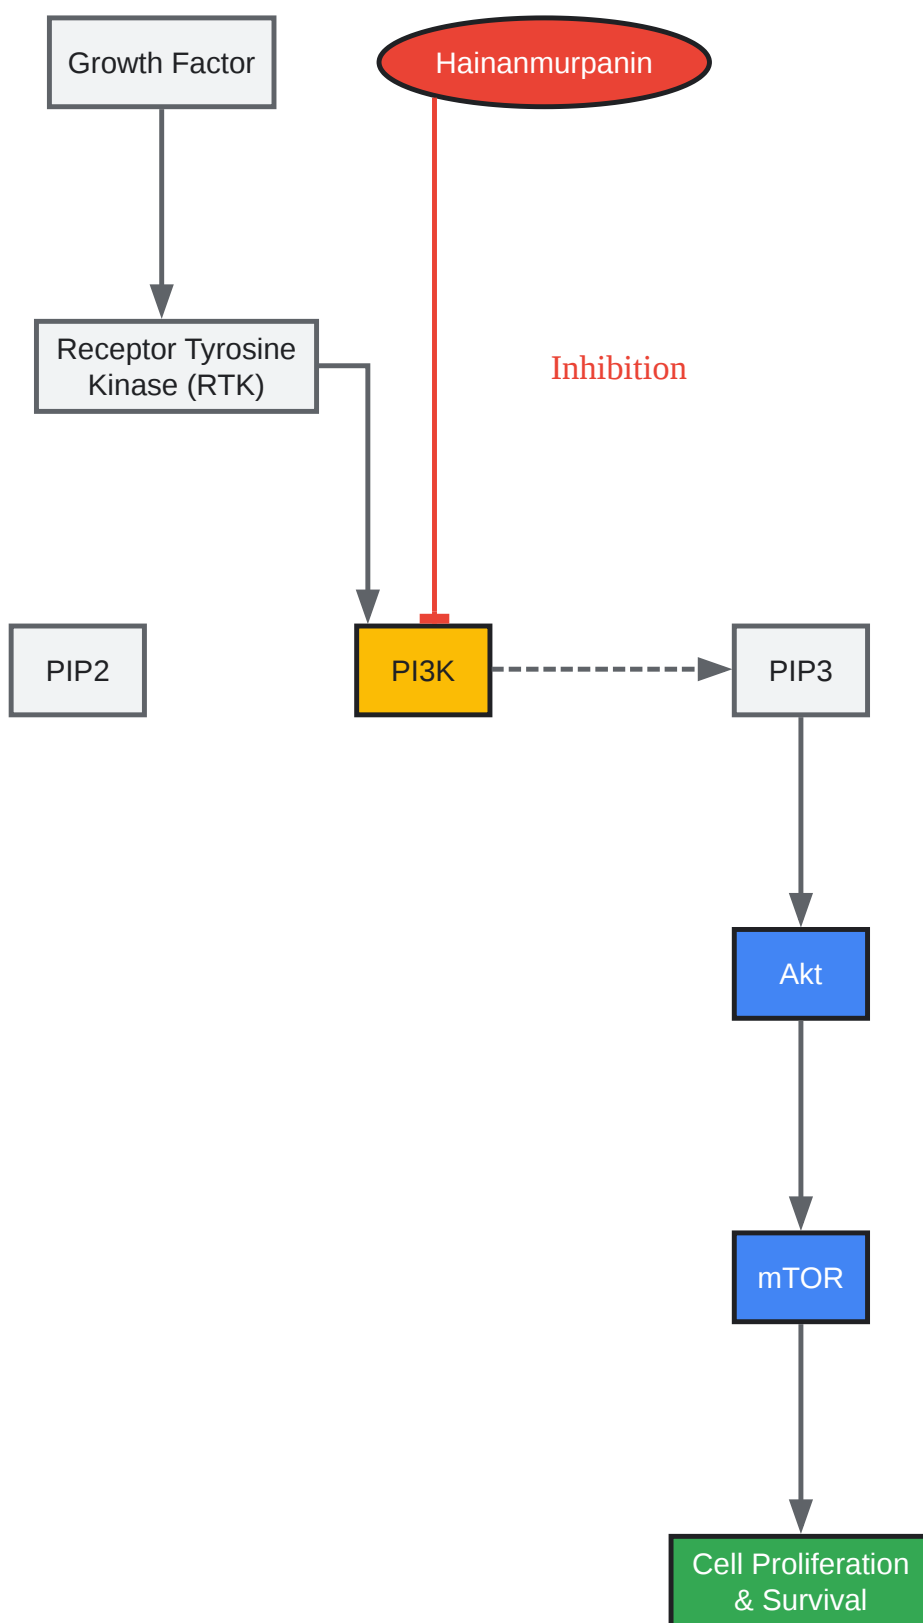 Growth Factor
Hainanmurpanin
Receptor Tyrosine
Kinase (RTK)
Inhibition
PIP2
PI3K
PIP3
Akt
mTOR
Cell Proliferation
& Survival